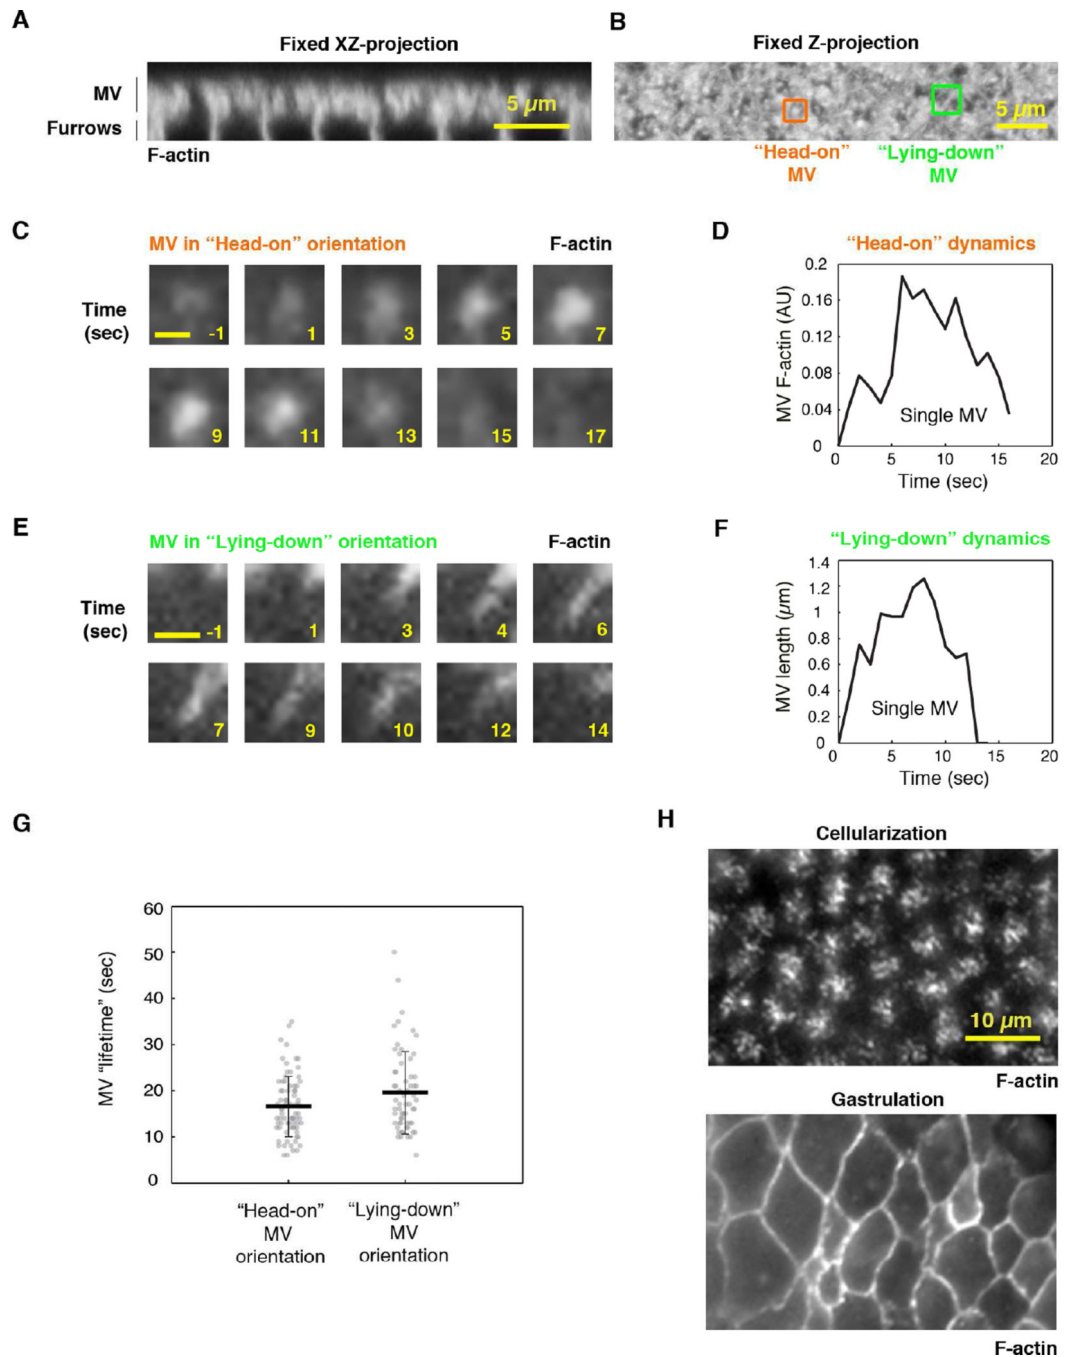 A
Fixed XZ-projection
MV
Furrows
5 µm
F-actin
B
Fixed Z-projection
5 µm
“Head-on”
MV
“Lying-down”
MV
C
MV in “Head-on” orientation
F-actin
Time
(sec)
-1
1
3
5
7
9
11
13
15
17
D
“Head-on” dynamics
MV F-actin (AU)
0.2
0.16
0.12
0.08
0.04
0
Single MV
0
5
10
15
20
Time (sec)
E
MV in “Lying-down” orientation
F-actin
Time
(sec)
-1
1
3
4
6
7
9
10
12
14
F
“Lying-down” dynamics
MV length (µm)
1.4
1.2
1
0.8
0.6
0.4
0.2
0
Single MV
0
5
10
15
20
Time (sec)
G
MV “lifetime” (sec)
60
50
40
30
20
10
0
“Head-on”
MV
orientation
“Lying-down”
MV
orientation
H
Cellularization
10 µm
F-actin
Gastrulation
F-actin